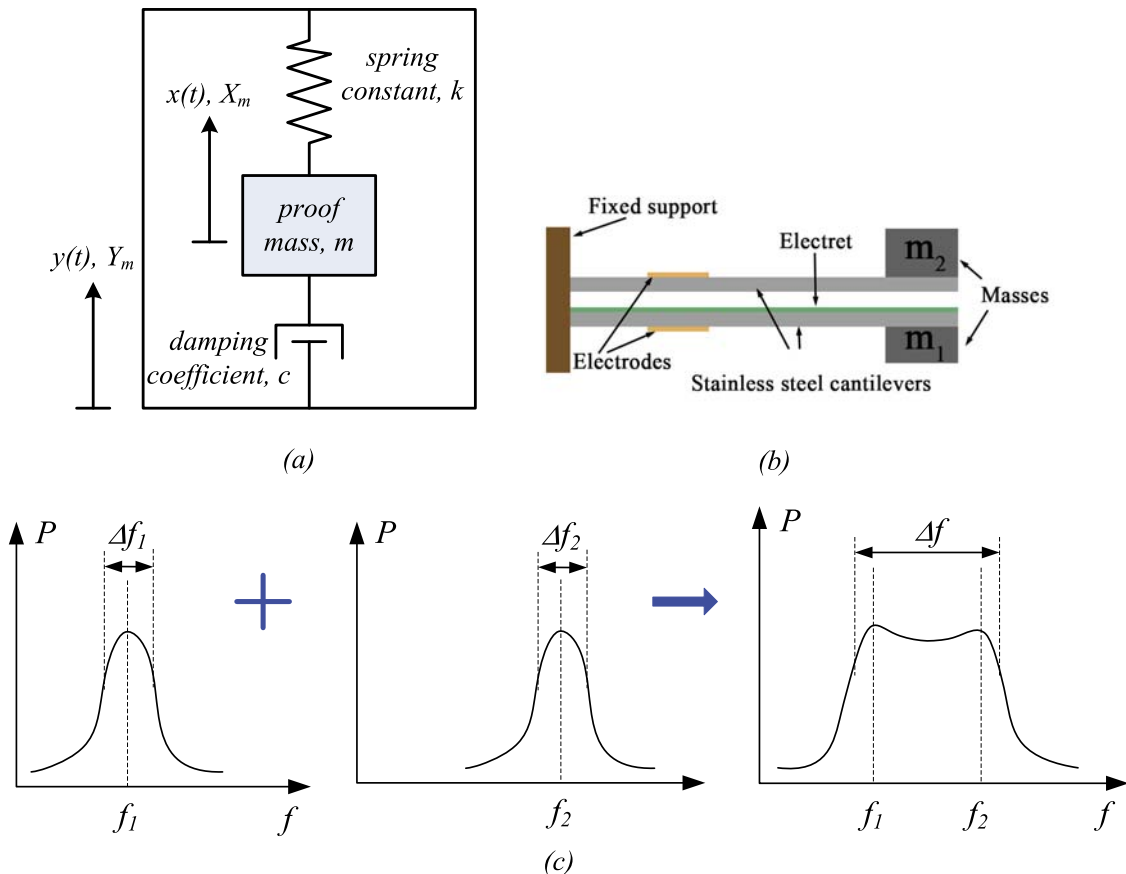 spring
constant, k
x(t), Xm
proof
mass, m
y(t), Ym
damping
coefficient, c
(a)
Fixed support
Electret
m2
Masses
m1
Electrodes
Stainless steel cantilevers
(b)
P
Δf1
f1
f
P
Δf2
f2
P
Δf
f1
f2
f
(c)